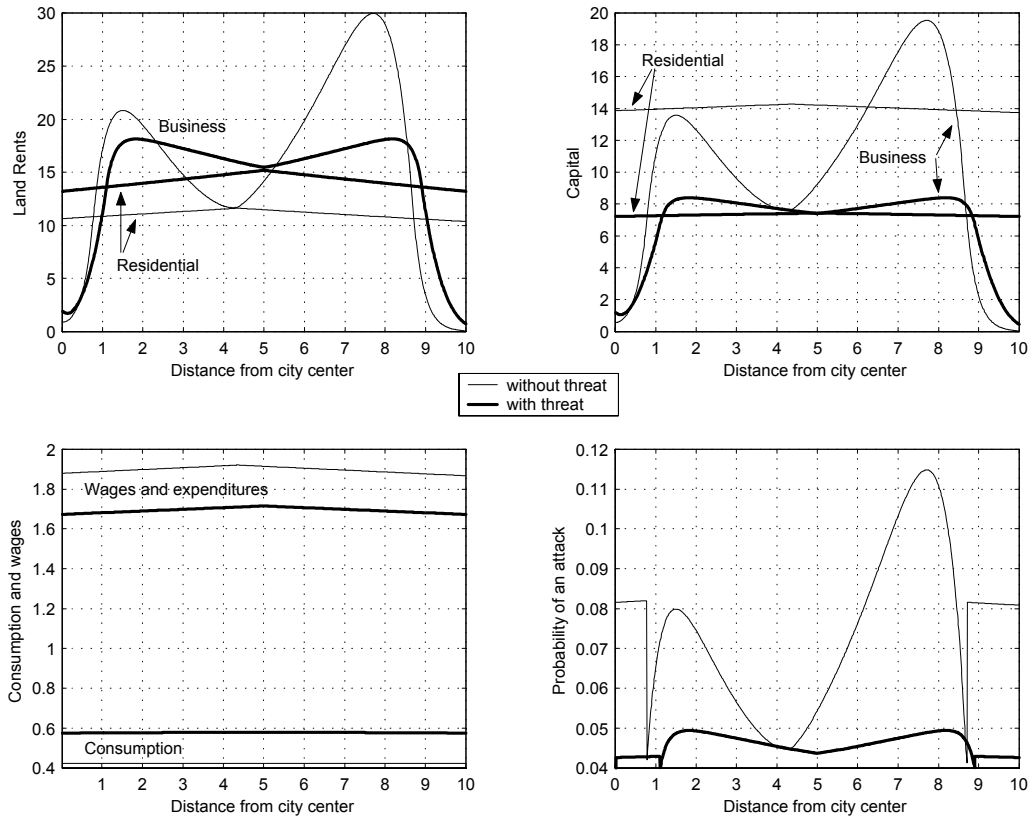 30
25
20
15
10
5
0
Land Rents
Business
Residential
0 1 2 3 4 5 6 7 8 9 10
Distance from city center
20
18
16
14
12
10
8
6
4
2
0
Capital
Residential
Business
0 1 2 3 4 5 6 7 8 9 10
Distance from city center
without threat
with threat
2
1.8
1.6
1.4
1.2
1
0.8
0.6
0.4
Consumption and wages
Wages and expenditures
Consumption
0 1 2 3 4 5 6 7 8 9 10
Distance from city center
0.12
0.11
0.1
0.09
0.08
0.07
0.06
0.05
0.04
Probability of an attack
0 1 2 3 4 5 6 7 8 9 10
Distance from city center